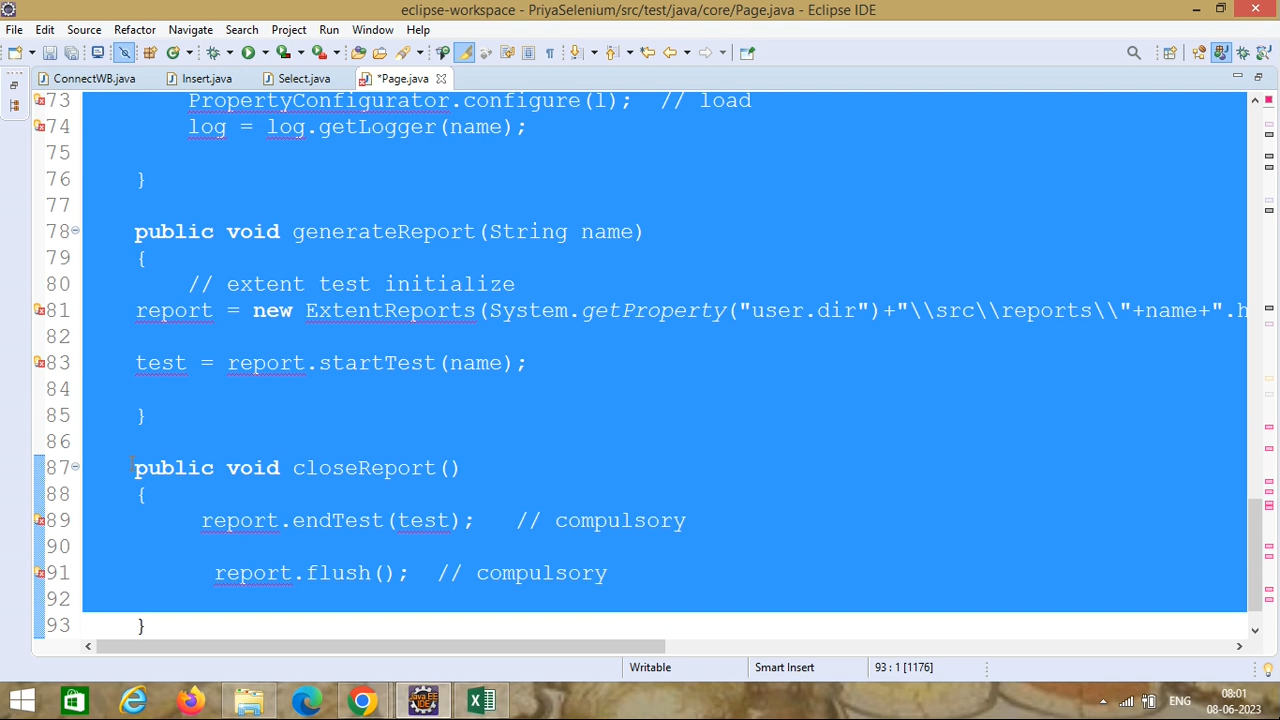 eclipse-workspace - PriyaSelenium/src/test/java/core/Page.java - Eclipse IDE
File Edit Source Refactor Navigate Search Project Run Window Help
ConnectWB.java Insert.java Select.java *Page.java
73 PropertyConfigurator.configure(l); // load
74 log = log.getLogger(name);
75
76 }
77
78 public void generateReport(String name)
79 {
80 // extent test initialize
81 report = new ExtentReports(System.getProperty("user.dir")+"\\src\\reports\\"+name+".h
82
83 test = report.startTest(name);
84
85 }
86
87 public void closeReport()
88 {
89 report.endTest(test); // compulsory
90
91 report.flush(); // compulsory
92
93 }
Writable Smart Insert 93 : 1 [1176]
Java EE IDE
ENG
08:01
08-06-2023